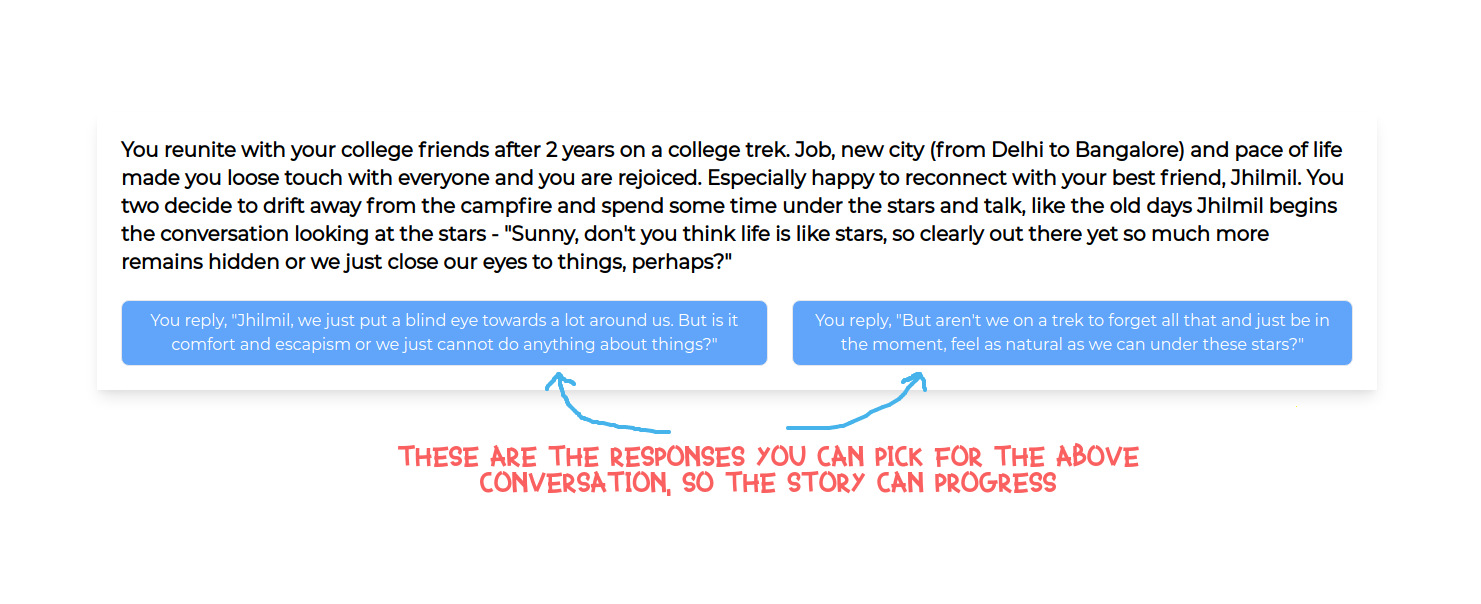 You reunite with your college friends after 2 years on a college trek. Job, new city (from Delhi to Bangalore) and pace of life
made you loose touch with everyone and you are rejoiced. Especially happy to reconnect with your best friend, Jhilmil. You
two decide to drift away from the campfire and spend some time under the stars and talk, like the old days Jhilmil begins
the conversation looking at the stars - "Sunny, don't you think life is like stars, so clearly out there yet so much more
remains hidden or we just close our eyes to things, perhaps?"
You reply, "Jhilmil, we just put a blind eye towards a lot around us. But is it
comfort and escapism or we just cannot do anything about things?"
You reply, "But aren't we on a trek to forget all that and just be in
the moment, feel as natural as we can under these stars?"
THESE ARE THE RESPONSES YOU CAN PICK FOR THE ABOVE
CONVERSATION, SO THE STORY CAN PROGRESS